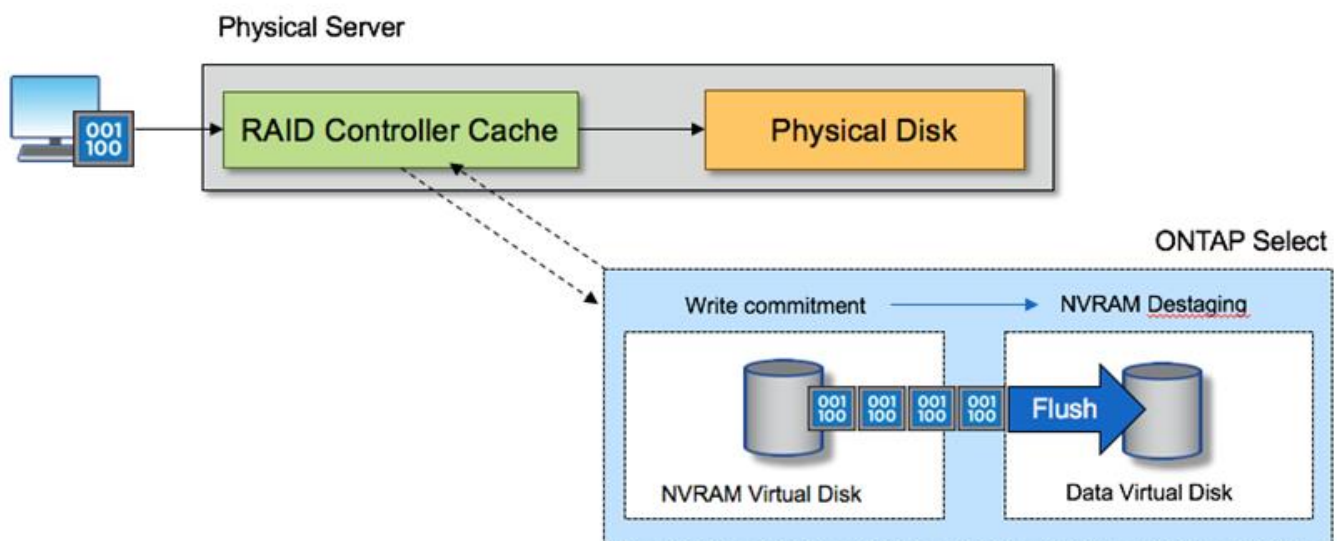 Physical Server
001
100
RAID Controller Cache
Physical Disk
ONTAP Select
Write commitment
NVRAM Destaging
001 001 001 001
100 100 100 100
Flush
NVRAM Virtual Disk
Data Virtual Disk